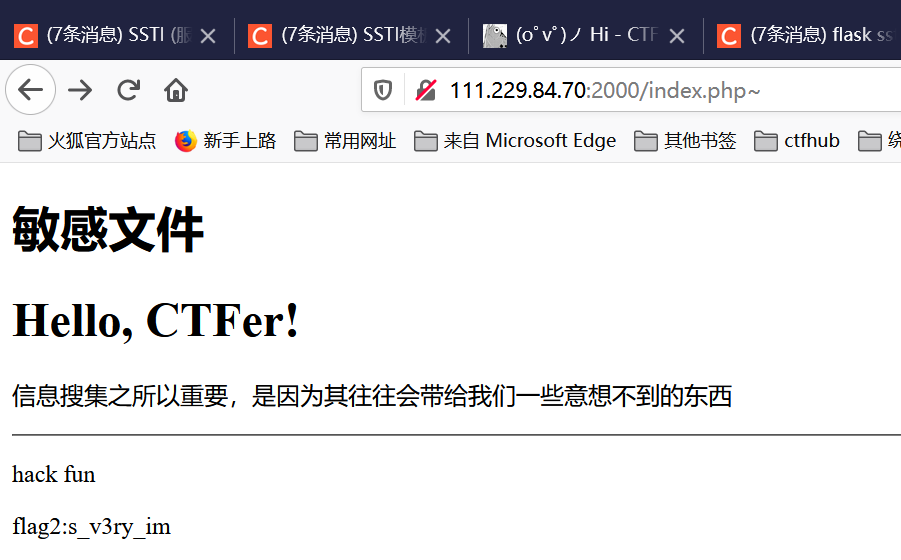 (7条消息) SSTI (服 (7条消息) SSTI模板 (oﾟvﾟ)ノ Hi - CTF (7条消息) flask ss
111.229.84.70:2000/index.php~
火狐官方站点 新手上路 常用网址 来自 Microsoft Edge 其他书签 ctfhub 绕
敏感文件
Hello, CTFer!
信息搜集之所以重要，是因为其往往会带给我们一些意想不到的东西
hack fun
flag2:s_v3ry_im